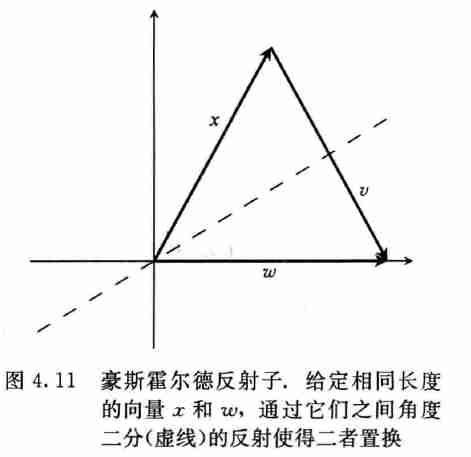 x
v
w
图 4.11 豪斯霍尔德反射子. 给定相同长度
的向量 x 和 w, 通过它们之间角度
二分(虚线)的反射使得二者置换